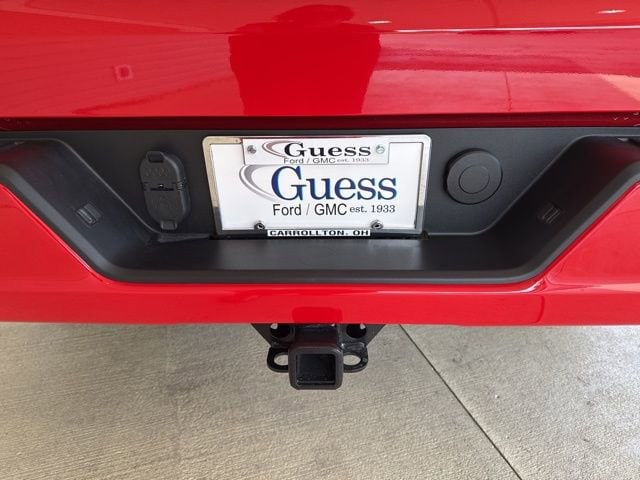 Guess
Ford / GMC est. 1933
Guess
Ford / GMC est. 1933
CARROLLTON, OH